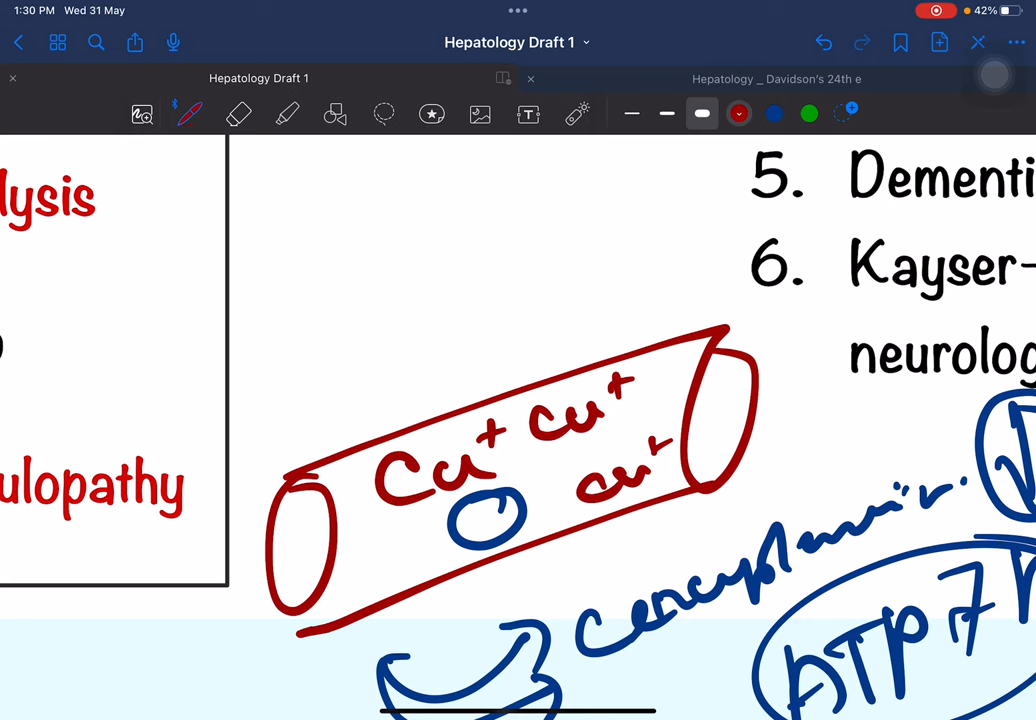 1:30 PM Wed 31 May
42%
Hepatology Draft 1
Hepatology Draft 1
Hepatology _ Davidson's 24th e
T
lysis
5. Dementi
6. Kayser-
neurolog
ulopathy
Cu+ Cu+
Cu+
ATP7